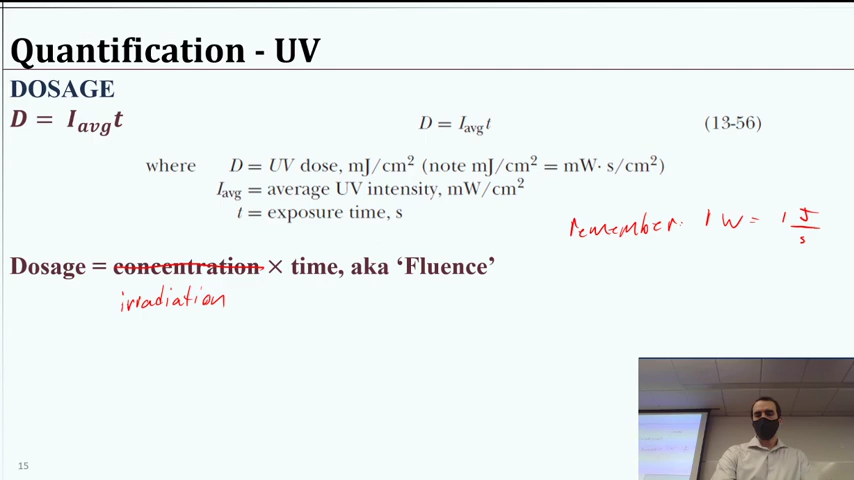 Quantification - UV
DOSAGE
D = I_avg t
D = I_avg t (13-56)
where D = UV dose, mJ/cm² (note mJ/cm² = mW· s/cm²)
I_avg = average UV intensity, mW/cm²
t = exposure time, s
remember: 1 W = 1 J/s
Dosage = concentration × time, aka ‘Fluence’
irradiation
15